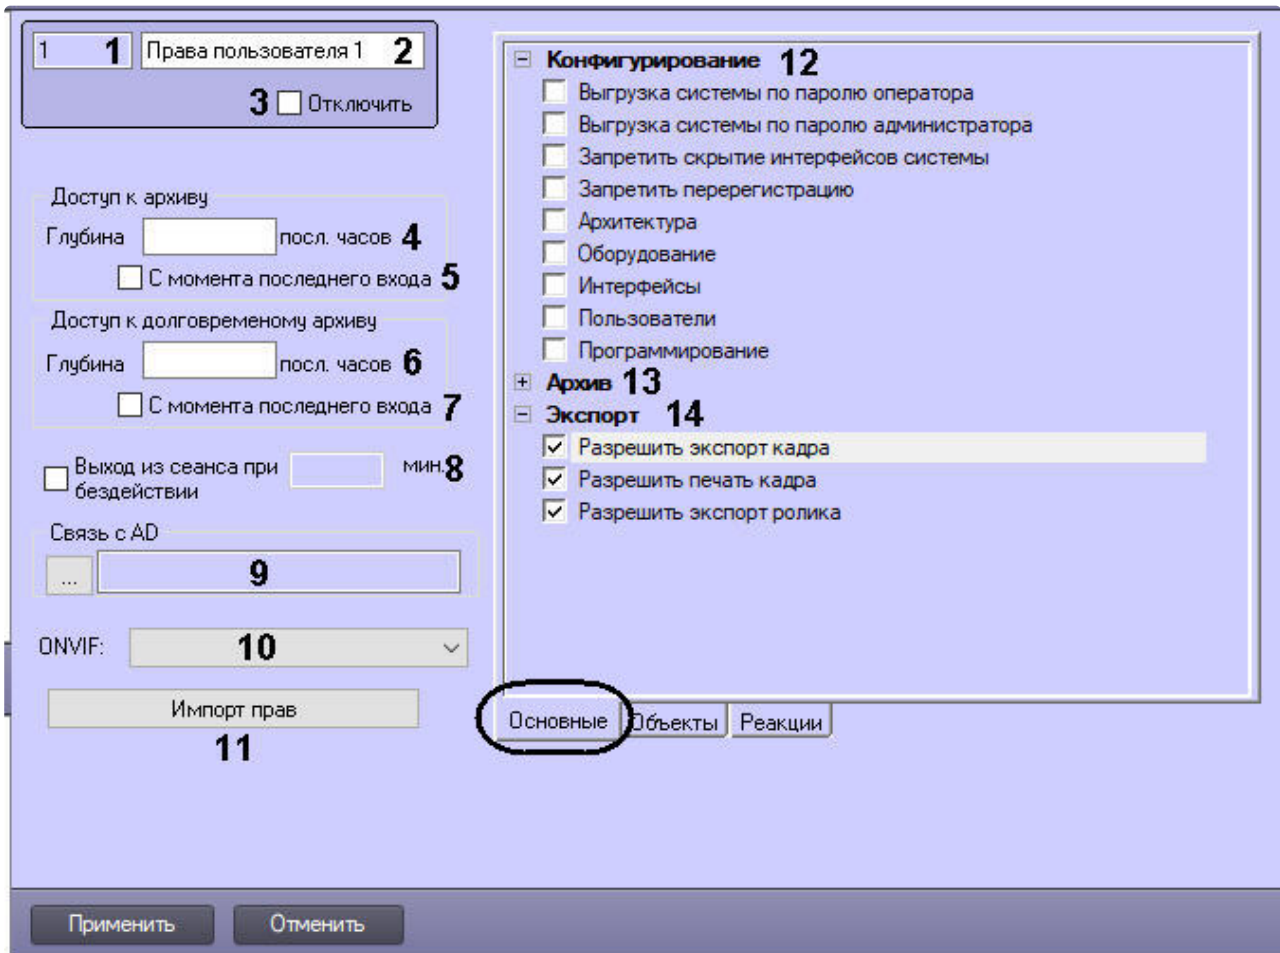 1 1 Права пользователя 1 2
3 Отключить
Доступ к архиву
Глубина посл. часов 4
С момента последнего входа 5
Доступ к долговременому архиву
Глубина посл. часов 6
С момента последнего входа 7
Выход из сеанса при мин. 8
бездействии
Связь с AD
... 9
ONVIF: 10
Импорт прав
11
Конфигурирование 12
Выгрузка системы по паролю оператора
Выгрузка системы по паролю администратора
Запретить скрытие интерфейсов системы
Запретить перерегистрацию
Архитектура
Оборудование
Интерфейсы
Пользователи
Программирование
Архив 13
Экспорт 14
Разрешить экспорт кадра
Разрешить печать кадра
Разрешить экспорт ролика
Основные Объекты Реакции
Применить Отменить